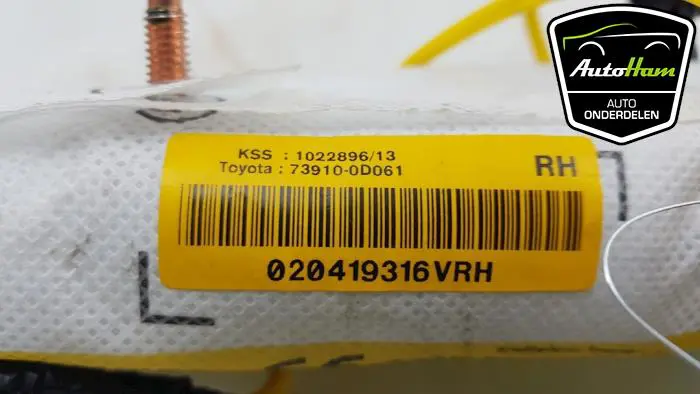 AutoHam
AUTO
ONDERDELEN
KSS : 1022896/13
Toyota : 73910-0D061
RH
020419316VRH